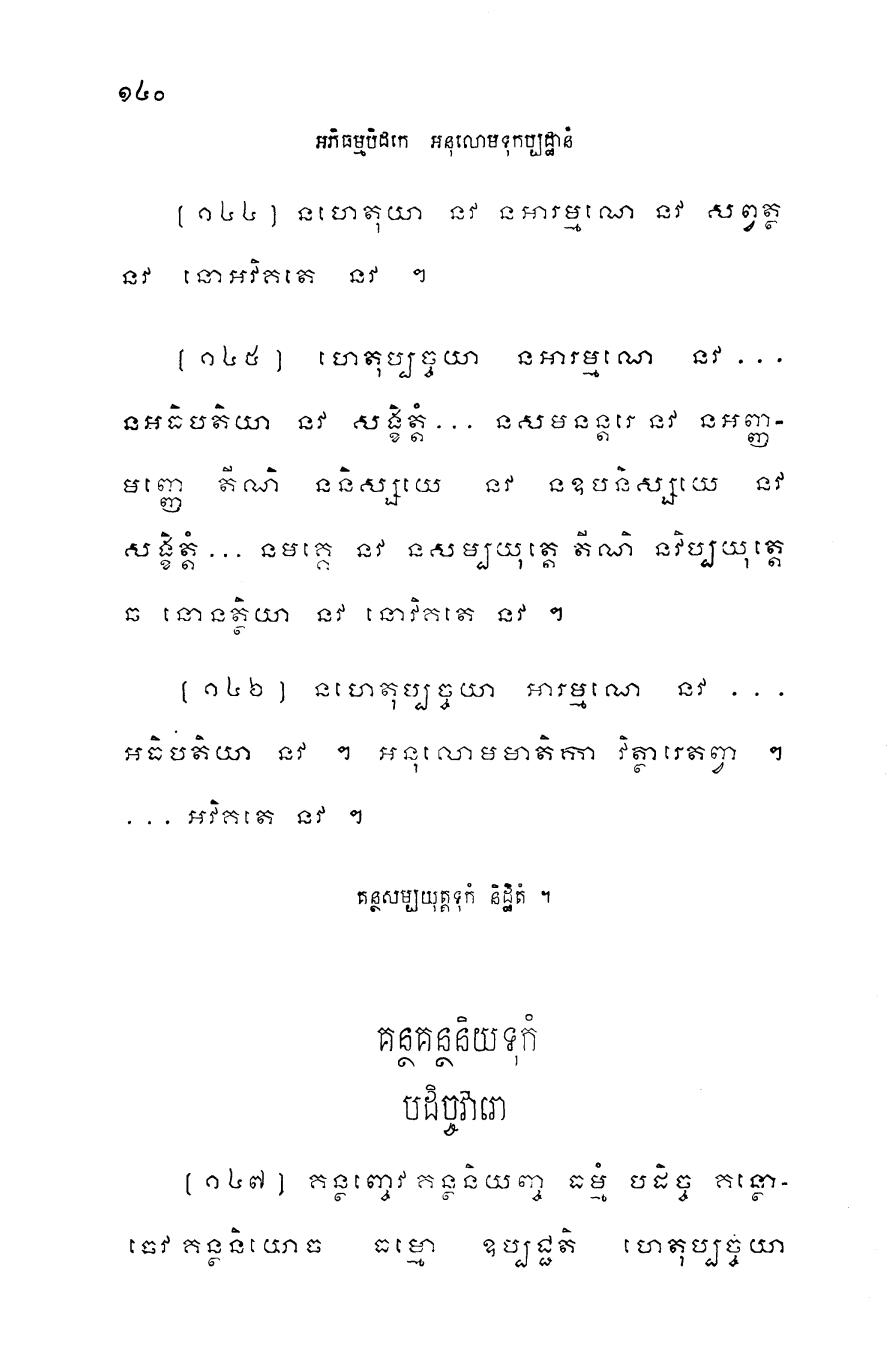 ១៤០
អភិធម្មបិដកេ អនុលោមទុកប្បដ្ឋានំ
[ ១៤៤ ] នហេតុយា នវ នអារម្មណេ នវ សព្វត្ថ
នវ នោអវិគតេ នវ ។
[ ១៤៥ ] ហេតុប្បច្ចយា នអារម្មណេ នវ . . .
នអធិបតិយា នវ សង្ខិត្តំ . . . នសមនន្តរេ នវ នអញ្ញ-
មញ្ញេ តីណិ ននិស្សយេ នវ នឧបនិស្សយេ នវ
សង្ខិត្តំ . . . នមគ្គេ នវ នសម្បយុត្តេ តីណិ នវិប្បយុត្តេ
ឆ នោនត្ថិយា នវ នោវិគតេ នវ ។
[ ១៤៦ ] នហេតុប្បច្ចយា អារម្មណេ នវ . . .
អធិបតិយា នវ ។ អនុលោមមាតិកា វិត្ថារេតព្វា ។
. . . អវិគតេ នវ ។
គន្ថសម្បយុត្តទុកំ និដ្ឋិតំ ។
គន្ថគន្ថនិយទុកំ
បដិច្ចវារោ
[ ១៤៧ ] គន្ថញ្ចេវ គន្ថនិយញ្ច ធម្មំ បដិច្ច គន្ថោ-
ចេវ គន្ថនិយោច ធម្មោ ឧប្បជ្ជតិ ហេតុប្បច្ចយា